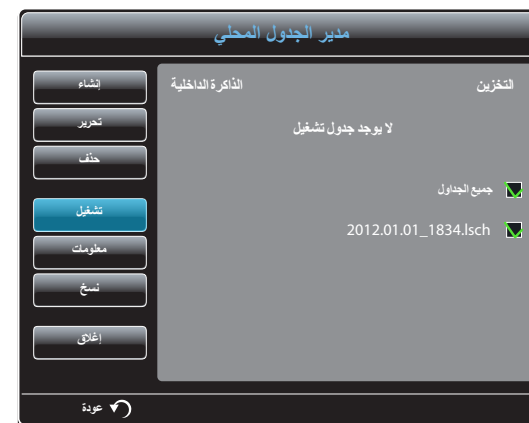 مدير الجدول المحلي
التخزين الذاكرة الداخلية
لا يوجد جدول تشغيل
جميع الجداول
2012.01.01_1834.lsch
إنشاء
تحرير
حذف
تشغيل
معلومات
نسخ
إغلاق
عودة